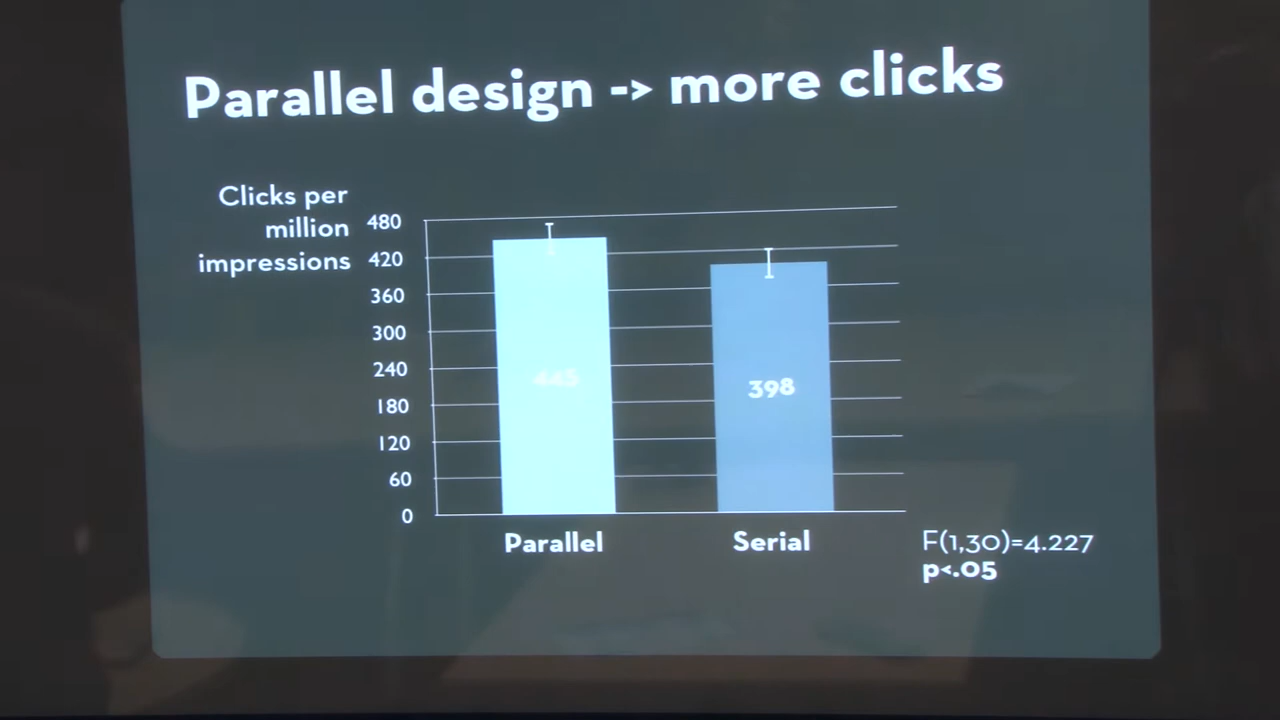 Parallel design -> more clicks
Clicks per
million
impressions
480
420
360
300
240
180
120
60
0
445
398
Parallel
Serial
F(1,30)=4.227
p<.05